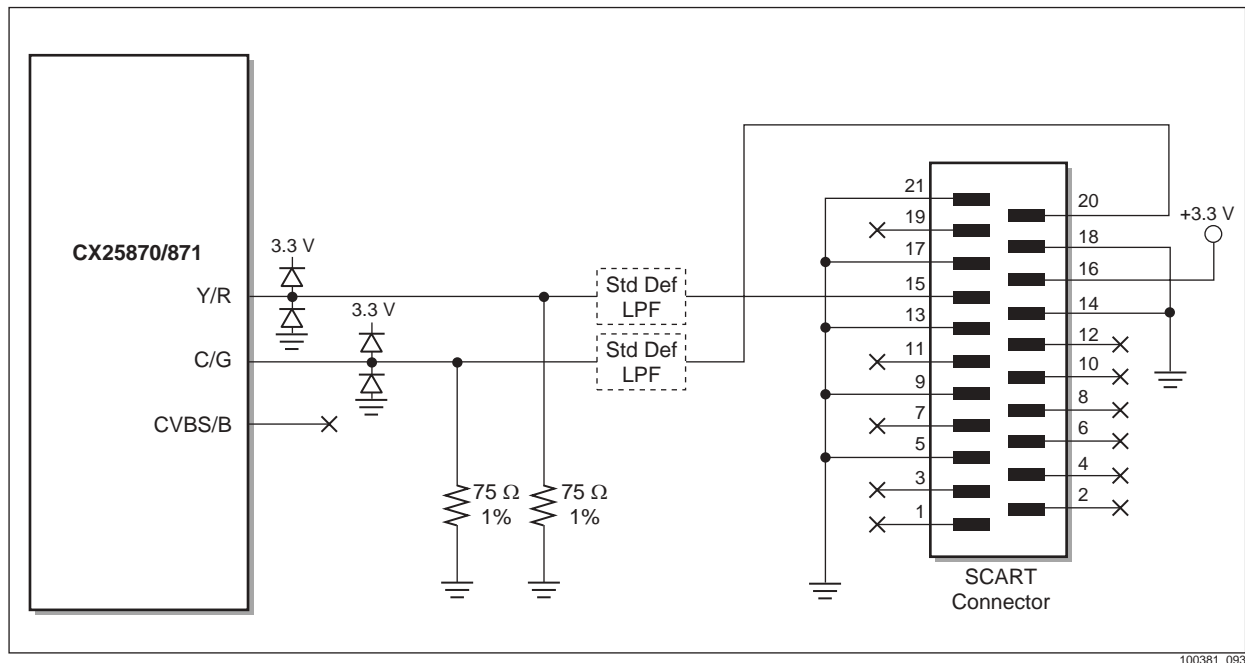 CX25870/871
Y/R
C/G
CVBS/B
3.3 V
3.3 V
75 Ω
1%
75 Ω
1%
Std Def
LPF
Std Def
LPF
21
19
17
15
13
11
9
7
5
3
1
20
18
16
14
12
10
8
6
4
2
+3.3 V
SCART
Connector
100381_093